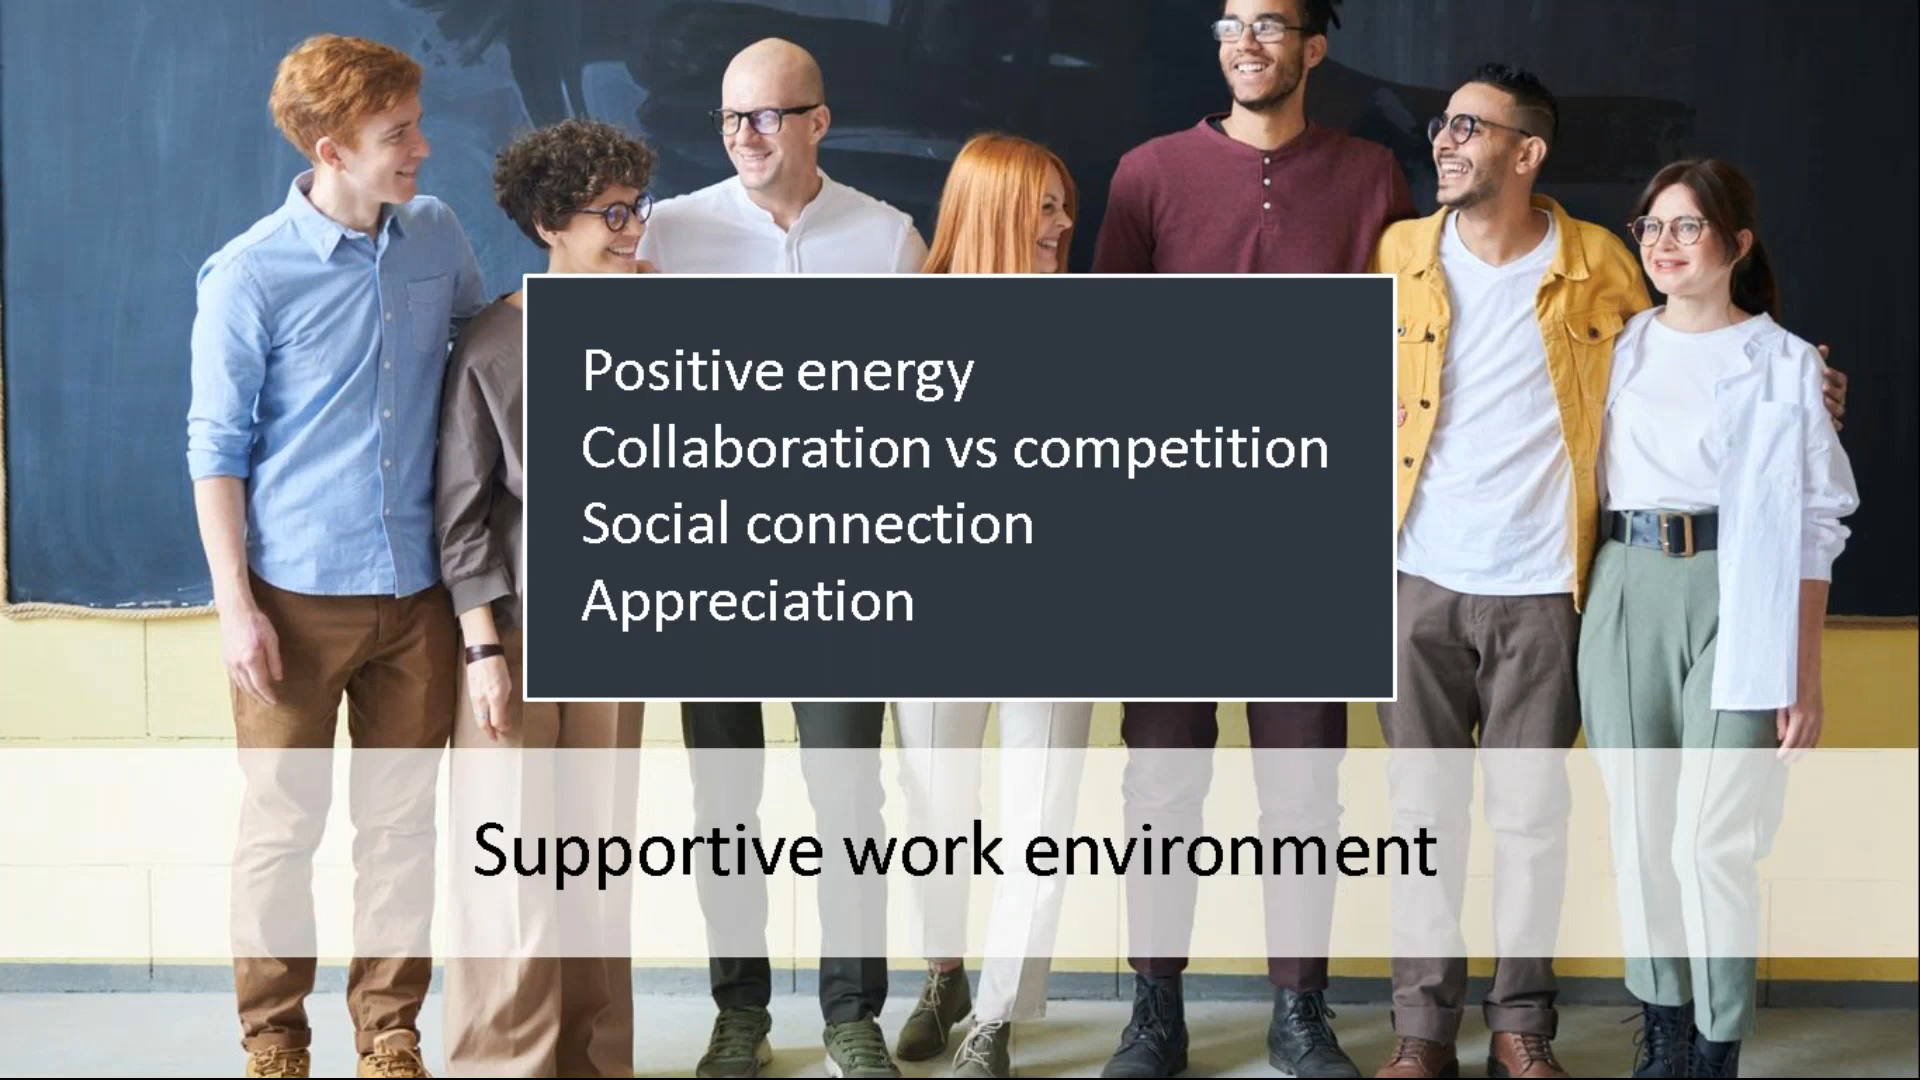 Positive energy
Collaboration vs competition
Social connection
Appreciation
Supportive work environment